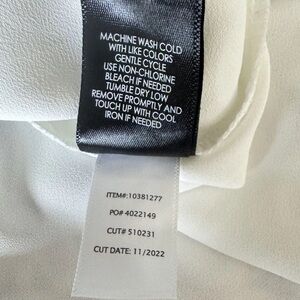 MACHINE WASH COLD
WITH LIKE COLORS
GENTLE CYCLE
USE NON-CHLORINE
BLEACH IF NEEDED
TUMBLE DRY LOW
REMOVE PROMPTLY AND
TOUCH UP WITH COOL
IRON IF NEEDED
ITEM#:10381277
PO# 4022149
CUT# 510231
CUT DATE: 11/2022